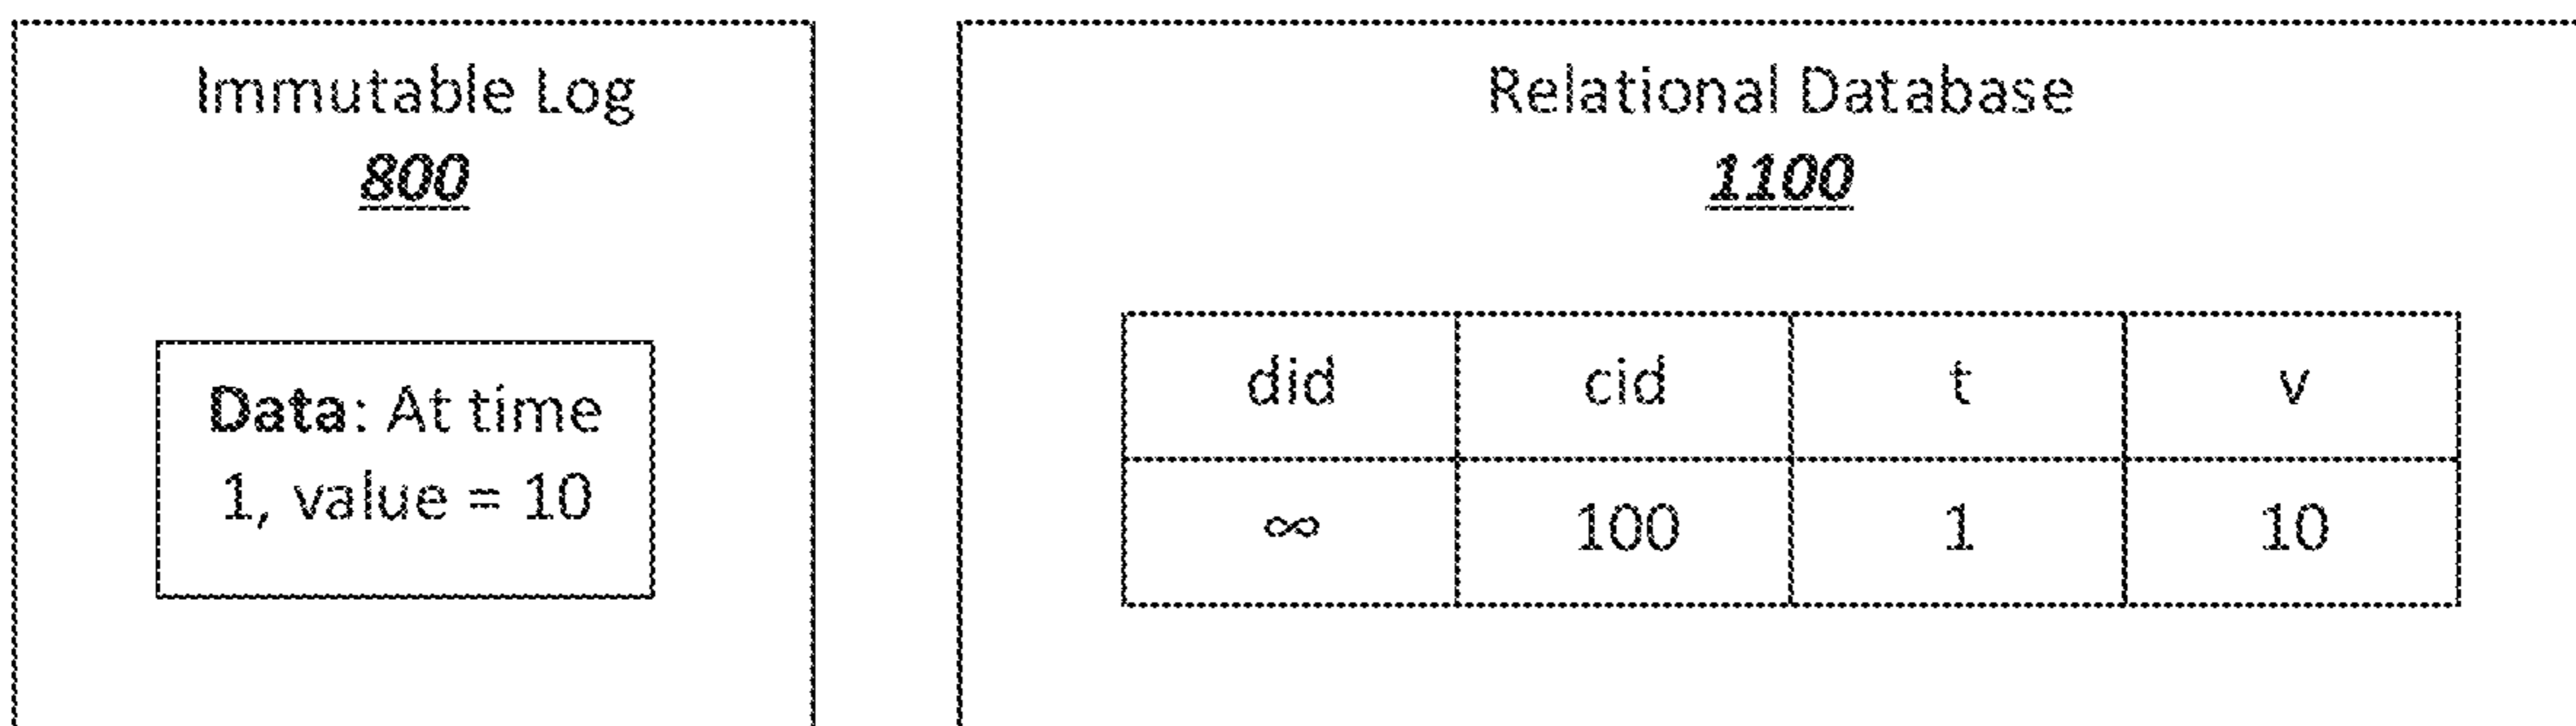 Immutable Log
800
Data: At time
1, value = 10
Relational Database
1100
did cid t v
∞ 100 1 10